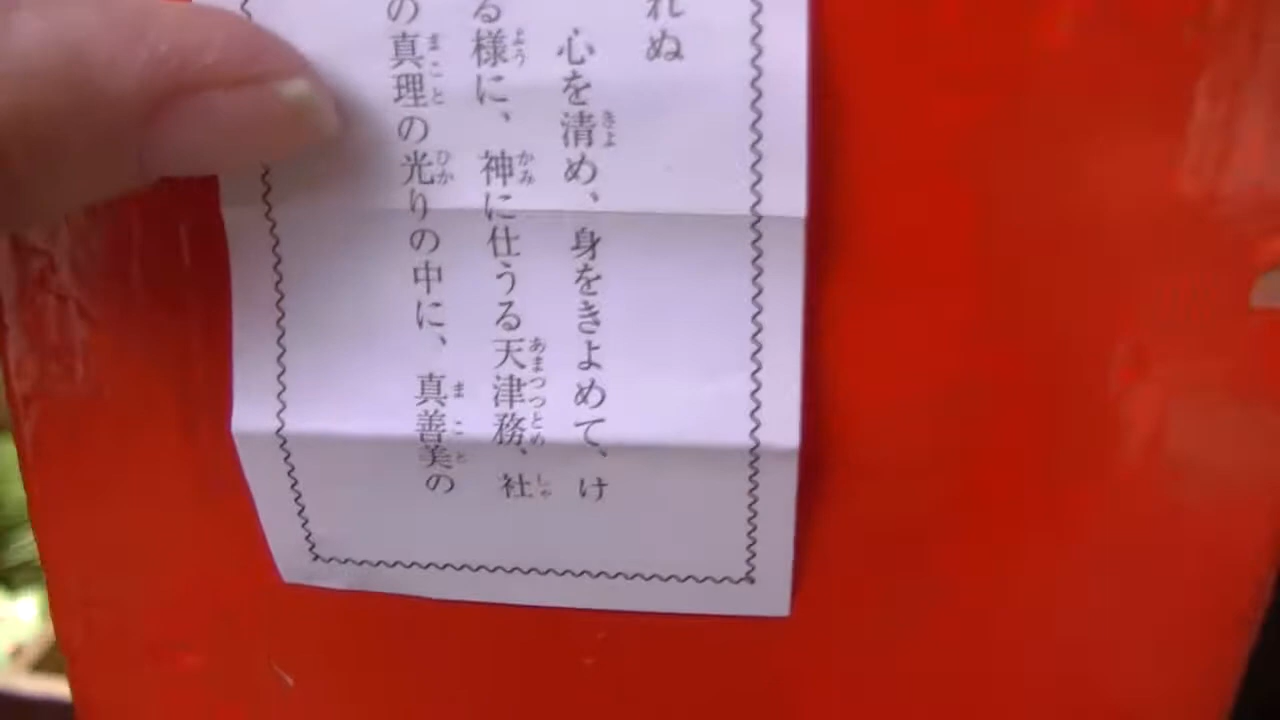 れぬ
心を清め、身をきよめて、け
る様に、神に仕うる天津務、社
の真理の光りの中に、真善美の